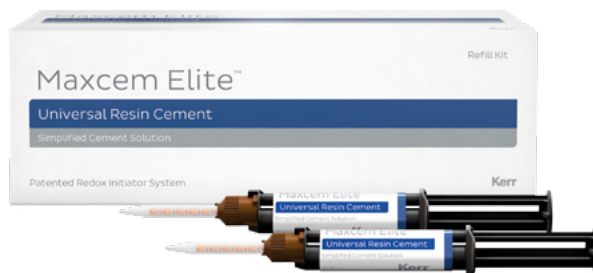 Refill Kit
Maxcem Elite™
Universal Resin Cement
Simplified Cement Solution
Patented Redox Initiator System
Kerr
Maxcem Elite
Universal Resin Cement
Simplified Cement Solution
Maxcem Elite
Universal Resin Cement
Simplified Cement Solution
Kerr